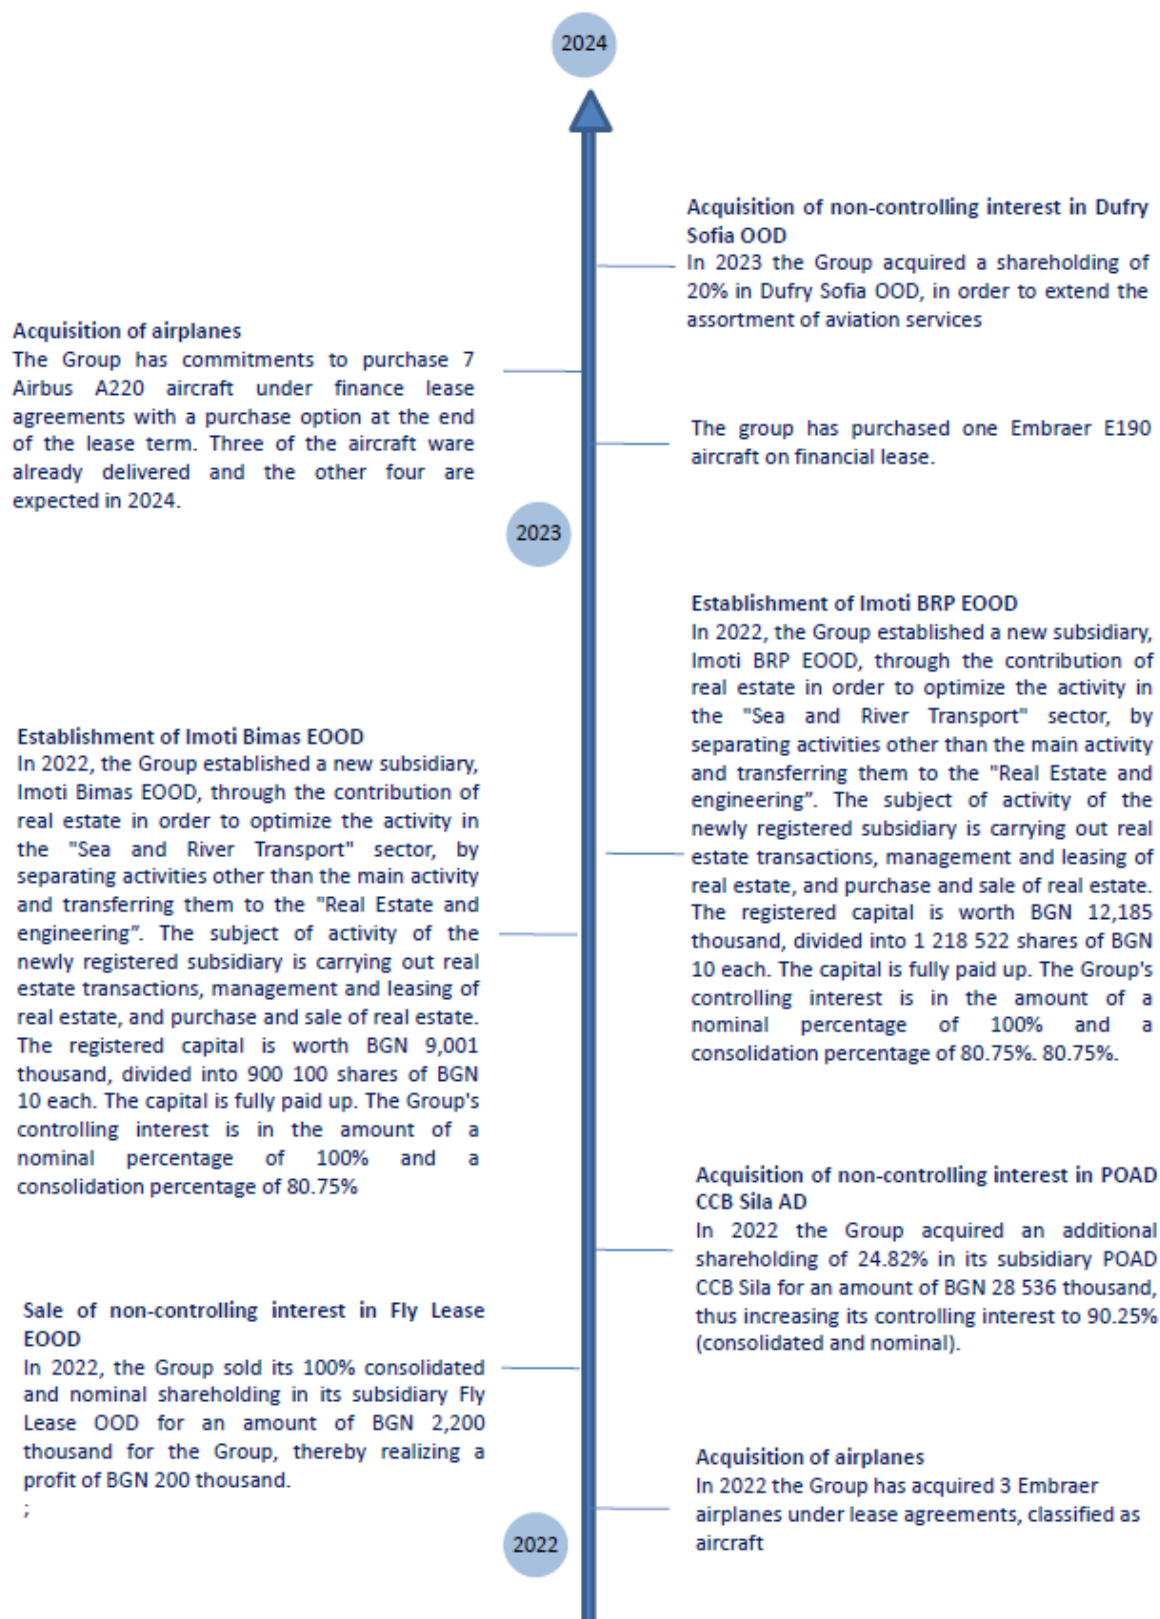 2024
Acquisition of non-controlling interest in Dufry
Sofia OOD
In 2023 the Group acquired a shareholding of
20% in Dufry Sofia OOD, in order to extend the
assortment of aviation services
Acquisition of airplanes
The Group has commitments to purchase 7
Airbus A220 aircraft under finance lease
agreements with a purchase option at the end
of the lease term. Three of the aircraft ware
already delivered and the other four are
expected in 2024.
The group has purchased one Embraer E190
aircraft on financial lease.
2023
Establishment of Imoti BRP EOOD
In 2022, the Group established a new subsidiary,
Imoti BRP EOOD, through the contribution of
real estate in order to optimize the activity in
the "Sea and River Transport" sector, by
separating activities other than the main activity
and transferring them to the "Real Estate and
engineering”. The subject of activity of the
newly registered subsidiary is carrying out real
estate transactions, management and leasing of
real estate, and purchase and sale of real estate.
The registered capital is worth BGN 12,185
thousand, divided into 1 218 522 shares of BGN
10 each. The capital is fully paid up. The Group's
controlling interest is in the amount of a
nominal percentage of 100% and a
consolidation percentage of 80.75%. 80.75%.
Establishment of Imoti Bimas EOOD
In 2022, the Group established a new subsidiary,
Imoti Bimas EOOD, through the contribution of
real estate in order to optimize the activity in
the "Sea and River Transport" sector, by
separating activities other than the main activity
and transferring them to the "Real Estate and
engineering”. The subject of activity of the
newly registered subsidiary is carrying out real
estate transactions, management and leasing of
real estate, and purchase and sale of real estate.
The registered capital is worth BGN 9,001
thousand, divided into 900 100 shares of BGN
10 each. The capital is fully paid up. The Group's
controlling interest is in the amount of a
nominal percentage of 100% and a
consolidation percentage of 80.75%
Acquisition of non-controlling interest in POAD
CCB Sila AD
In 2022 the Group acquired an additional
shareholding of 24.82% in its subsidiary POAD
CCB Sila for an amount of BGN 28 536 thousand,
thus increasing its controlling interest to 90.25%
(consolidated and nominal).
Sale of non-controlling interest in Fly Lease
EOOD
In 2022, the Group sold its 100% consolidated
and nominal shareholding in its subsidiary Fly
Lease OOD for an amount of BGN 2,200
thousand for the Group, thereby realizing a
profit of BGN 200 thousand.
;
Acquisition of airplanes
In 2022 the Group has acquired 3 Embraer
airplanes under lease agreements, classified as
aircraft
2022